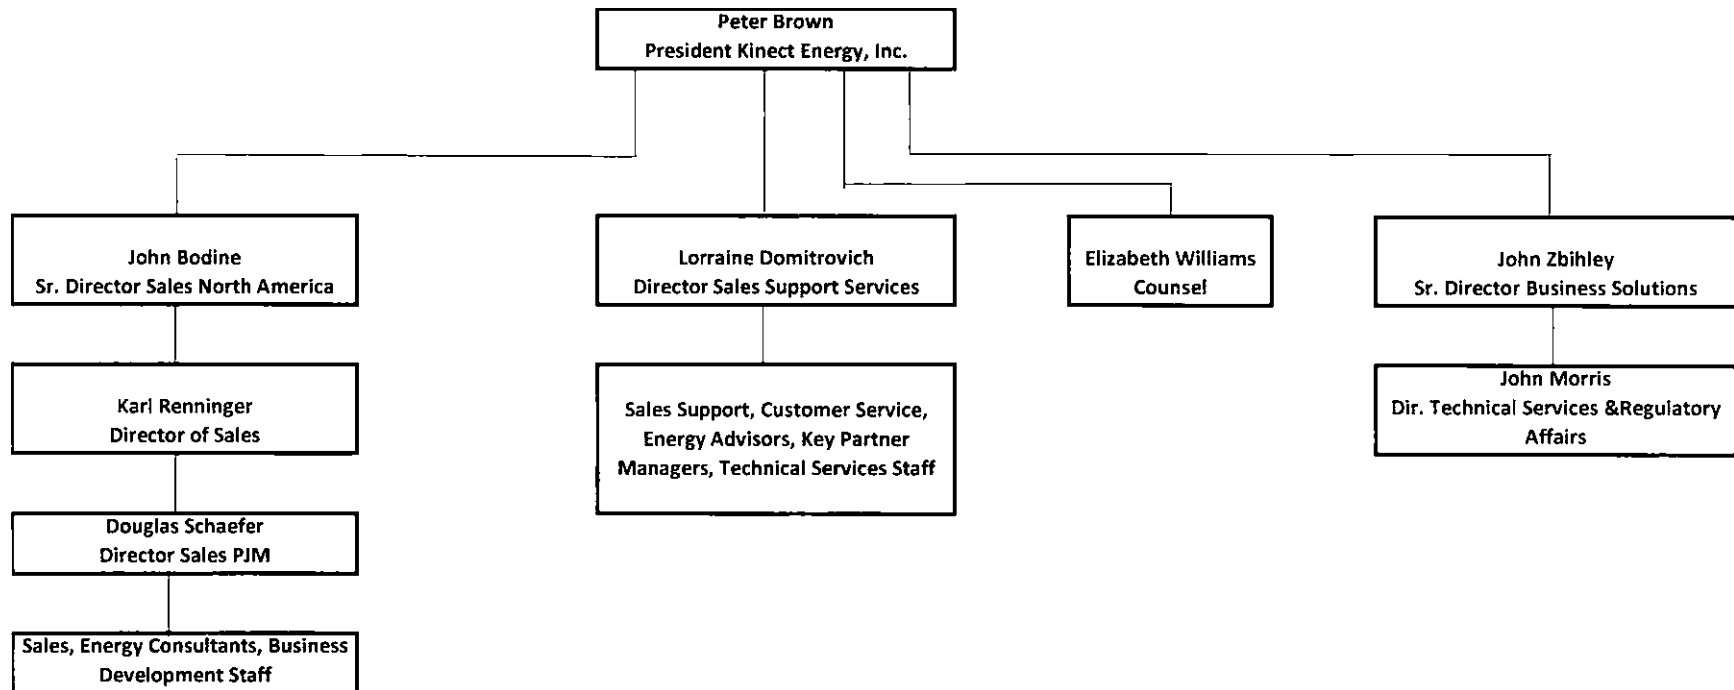 Peter Brown
President Kinect Energy, Inc.
John Bodine
Sr. Director Sales North America
Lorraine Domitrovich
Director Sales Support Services
Elizabeth Williams
Counsel
John Zbihley
Sr. Director Business Solutions
Karl Renninger
Director of Sales
Sales Support, Customer Service,
Energy Advisors, Key Partner
Managers, Technical Services Staff
John Morris
Dir. Technical Services &Regulatory
Affairs
Douglas Schaefer
Director Sales PJM
Sales, Energy Consultants, Business
Development Staff